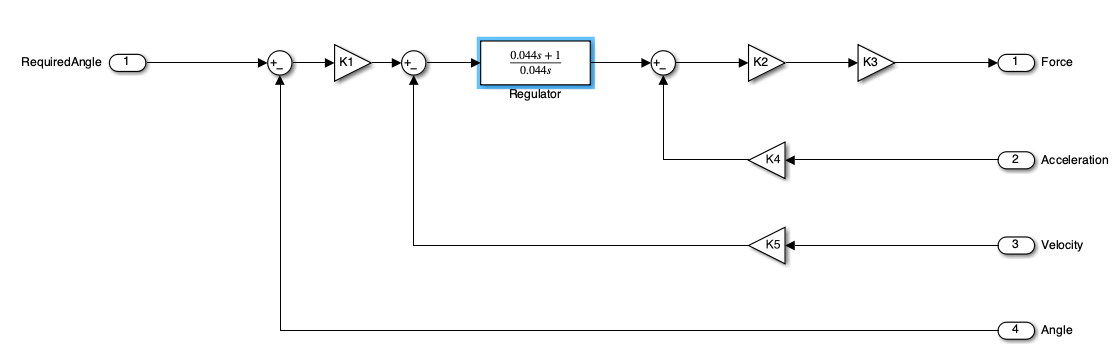 RequiredAngle
1
+
_
K1
+
_
0.044s + 1
0.044s
Regulator
+
_
K2
K3
1
Force
K4
2
Acceleration
K5
3
Velocity
4
Angle